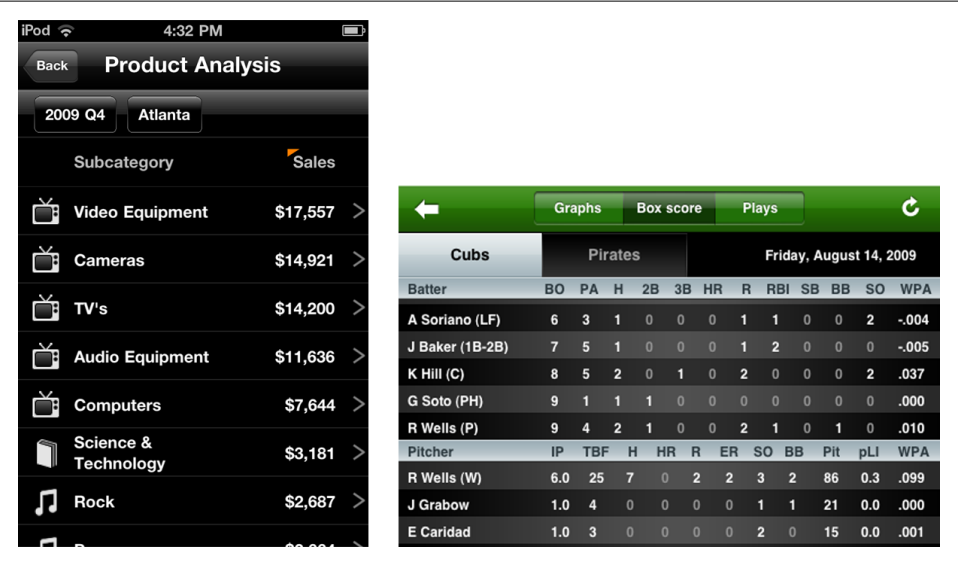 iPod 4:32 PM
Back Product Analysis
2009 Q4 Atlanta
Subcategory Sales
Video Equipment $17,557
Cameras $14,921
TV's $14,200
Audio Equipment $11,636
Computers $7,644
Science &
Technology $3,181
Rock $2,687
Graphs Box score Plays
Cubs Pirates Friday, August 14, 2009
Batter BO PA H 2B 3B HR R RBI SB BB SO WPA
A Soriano (LF) 6 3 1 0 0 0 1 1 0 0 2 -.004
J Baker (1B-2B) 7 5 1 0 0 0 1 2 0 0 0 -.005
K Hill (C) 8 5 2 0 1 0 2 0 0 0 2 .037
G Soto (PH) 9 1 1 1 0 0 0 0 0 0 0 .000
R Wells (P) 9 4 2 1 0 0 2 1 0 1 0 .010
Pitcher IP TBF H HR R ER SO BB Pit pLI WPA
R Wells (W) 6.0 25 7 0 2 2 3 2 86 0.3 .099
J Grabow 1.0 4 0 0 0 0 1 1 21 0.0 .000
E Caridad 1.0 3 0 0 0 0 2 0 15 0.0 .001